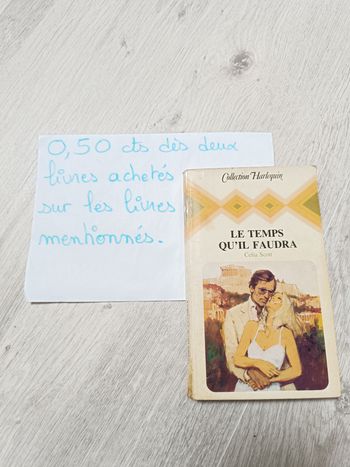 0,50 cts dès deux
livres achetés
sur les livres
mentionnés.
Collection Harlequin
LE TEMPS
QU'IL FAUDRA
Celia Scott